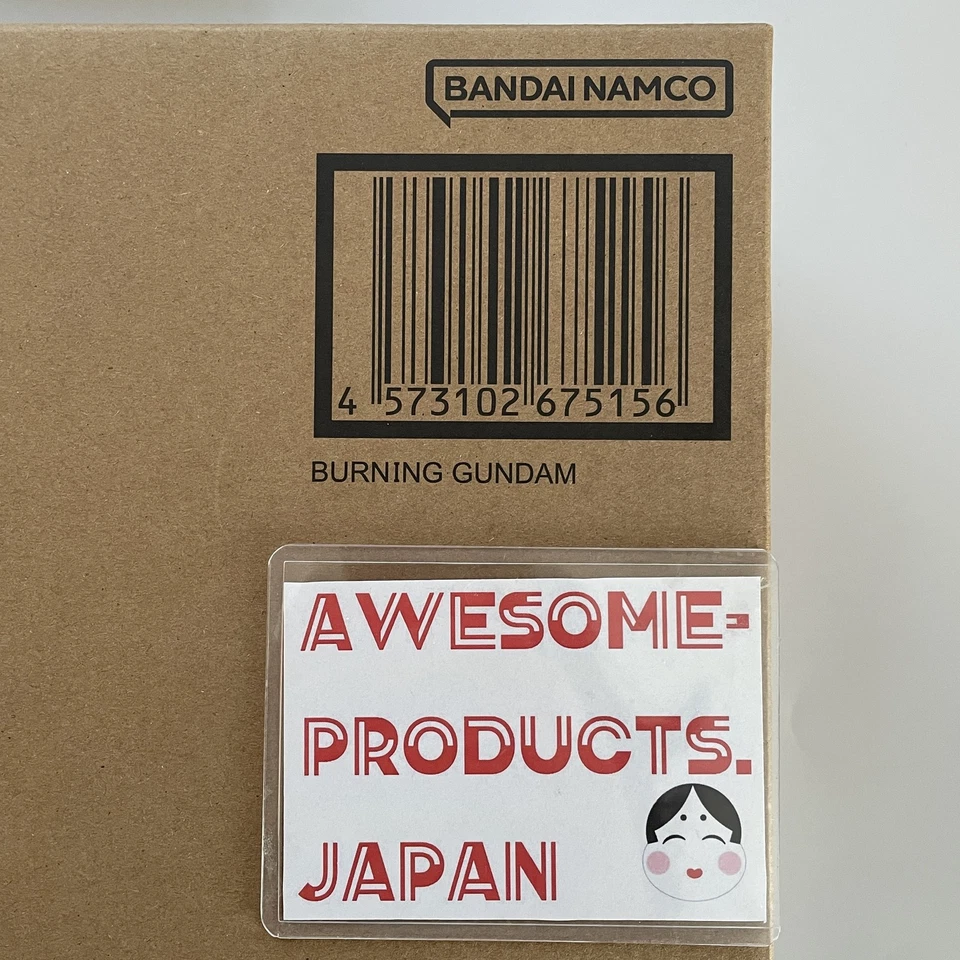 BANDAI NAMCO
4 573102 675156
BURNING GUNDAM
AWESOME-
PRODUCTS.
JAPAN